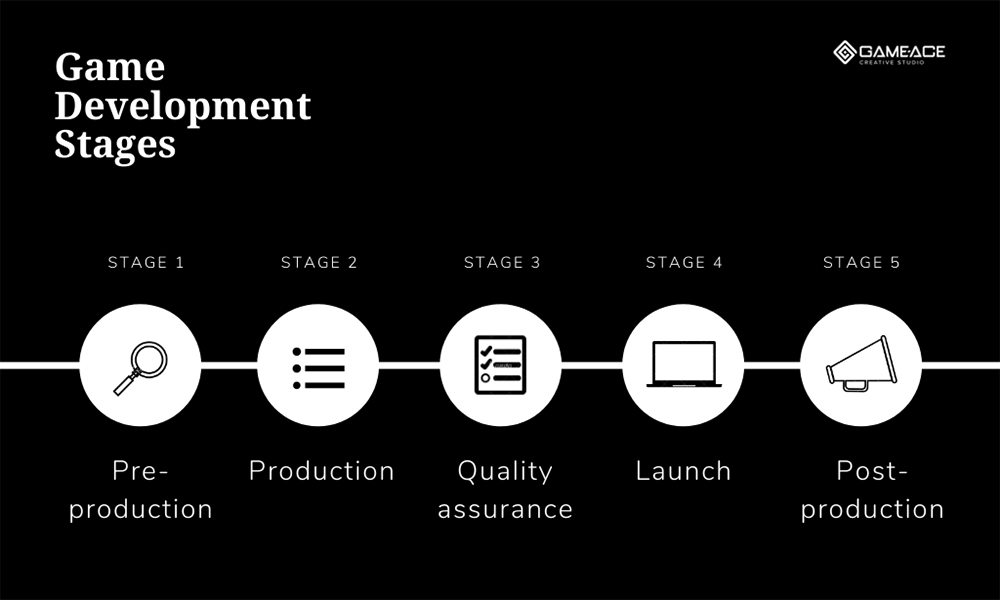 Game
Development
Stages
GAMEACE
CREATIVE STUDIO
STAGE 1
STAGE 2
STAGE 3
STAGE 4
STAGE 5
Pre-
production
Production
Quality
assurance
Launch
Post-
production